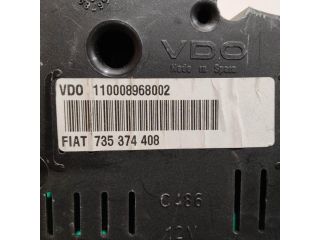 VDO
Made in Spain
VDO 110008968002
FIAT 735 374 408
12V